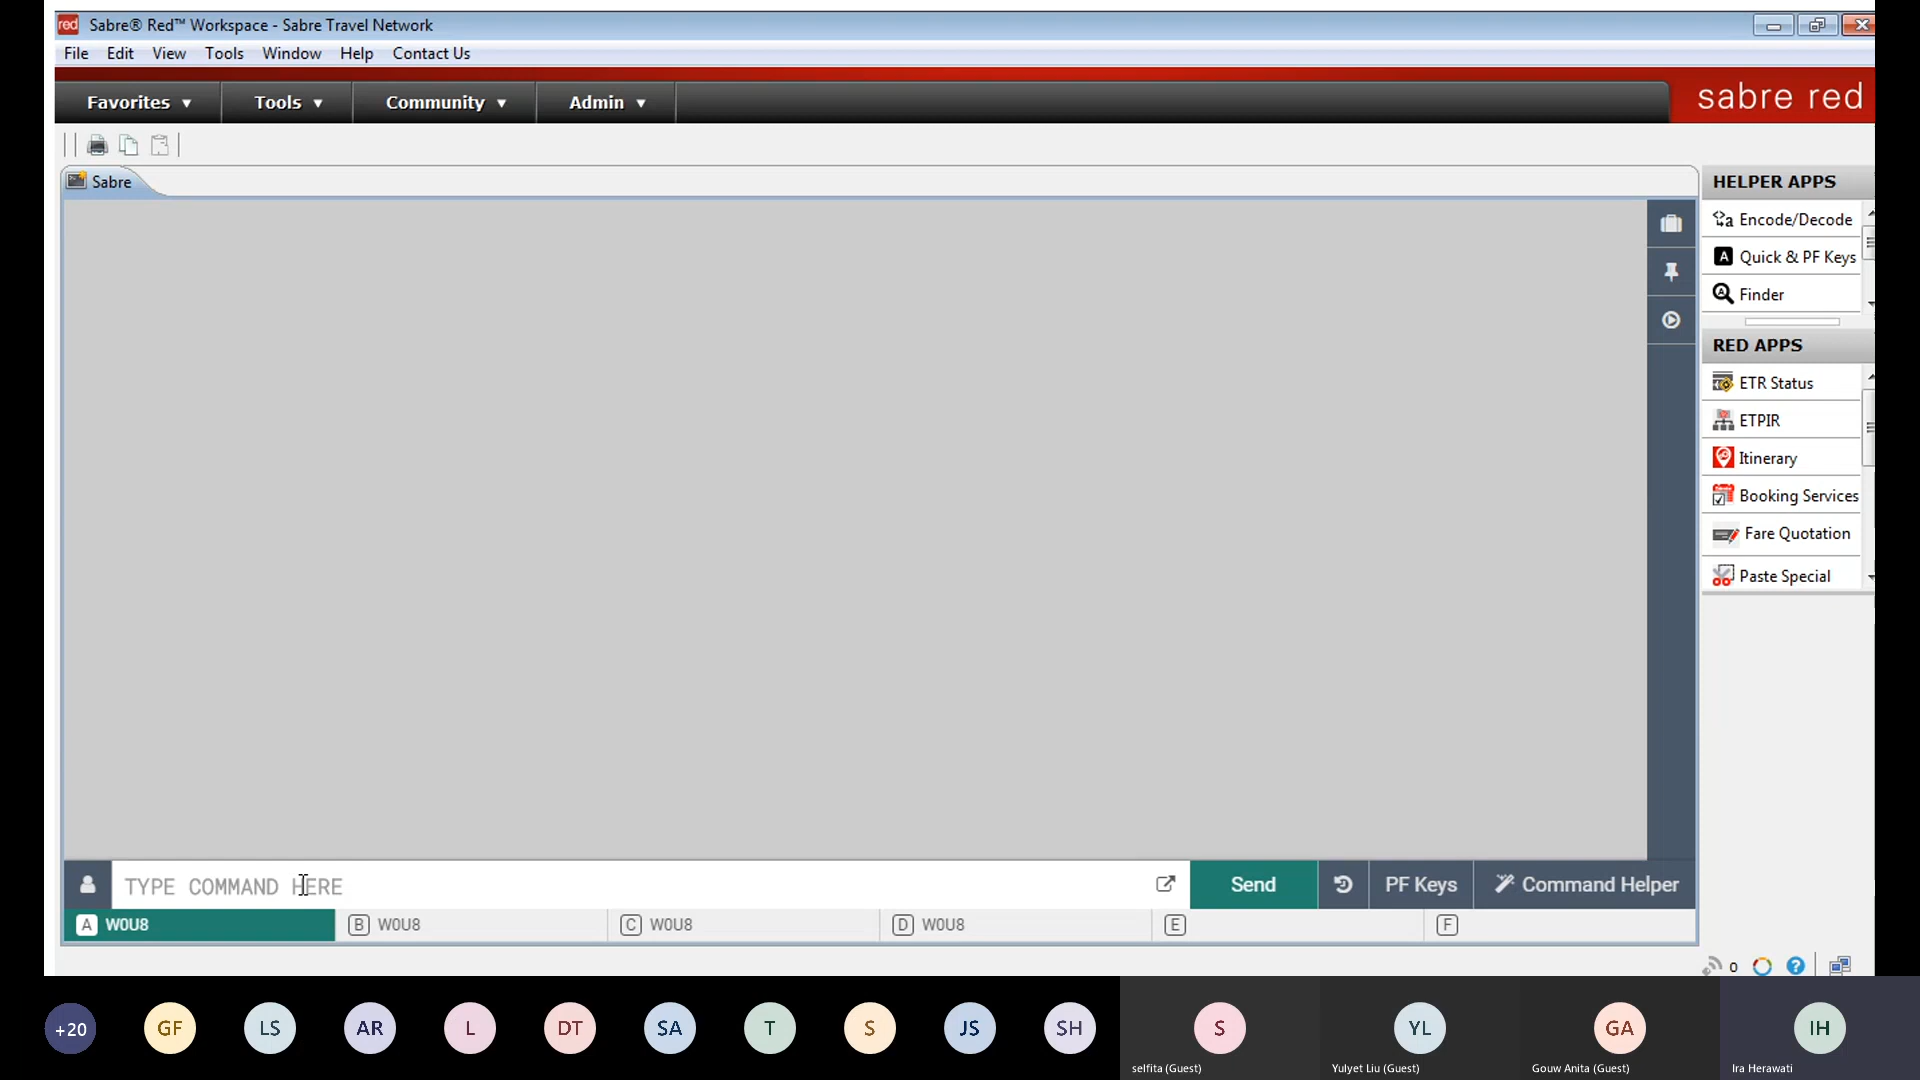 red Sabre® Red™ Workspace - Sabre Travel Network
File Edit View Tools Window Help Contact Us
Favorites ▼ Tools ▼ Community ▼ Admin ▼ sabre red
Sabre
HELPER APPS
Encode/Decode
A Quick & PF Keys
Finder
RED APPS
ETR Status
ETPIR
Itinerary
Booking Services
Fare Quotation
Paste Special
TYPE COMMAND HERE Send PF Keys Command Helper
A W0U8 B W0U8 C W0U8 D W0U8 E F
0 ?
+20 GF LS AR L DT SA T S JS SH S YL GA IH
selfita (Guest) Yulyet Liu (Guest) Gouw Anita (Guest) Ira Herawati